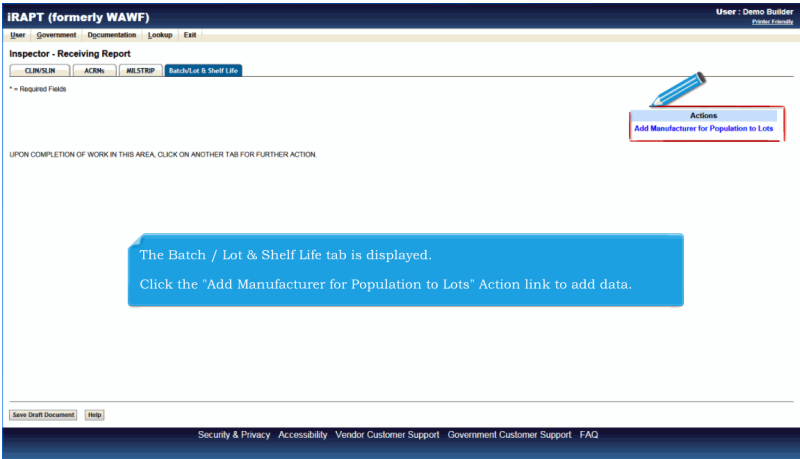 iRAPT (formerly WAWF)
User : Demo Builder
Printer Friendly
User Government Documentation Lookup Exit
Inspector - Receiving Report
CLIN/SLIN ACRNs MILSTRIP Batch/Lot & Shelf Life
* = Required Fields
Actions
Add Manufacturer for Population to Lots
UPON COMPLETION OF WORK IN THIS AREA, CLICK ON ANOTHER TAB FOR FURTHER ACTION.
The Batch / Lot & Shelf Life tab is displayed.
Click the "Add Manufacturer for Population to Lots" Action link to add data.
Save Draft Document Help
Security & Privacy Accessibility Vendor Customer Support Government Customer Support FAQ